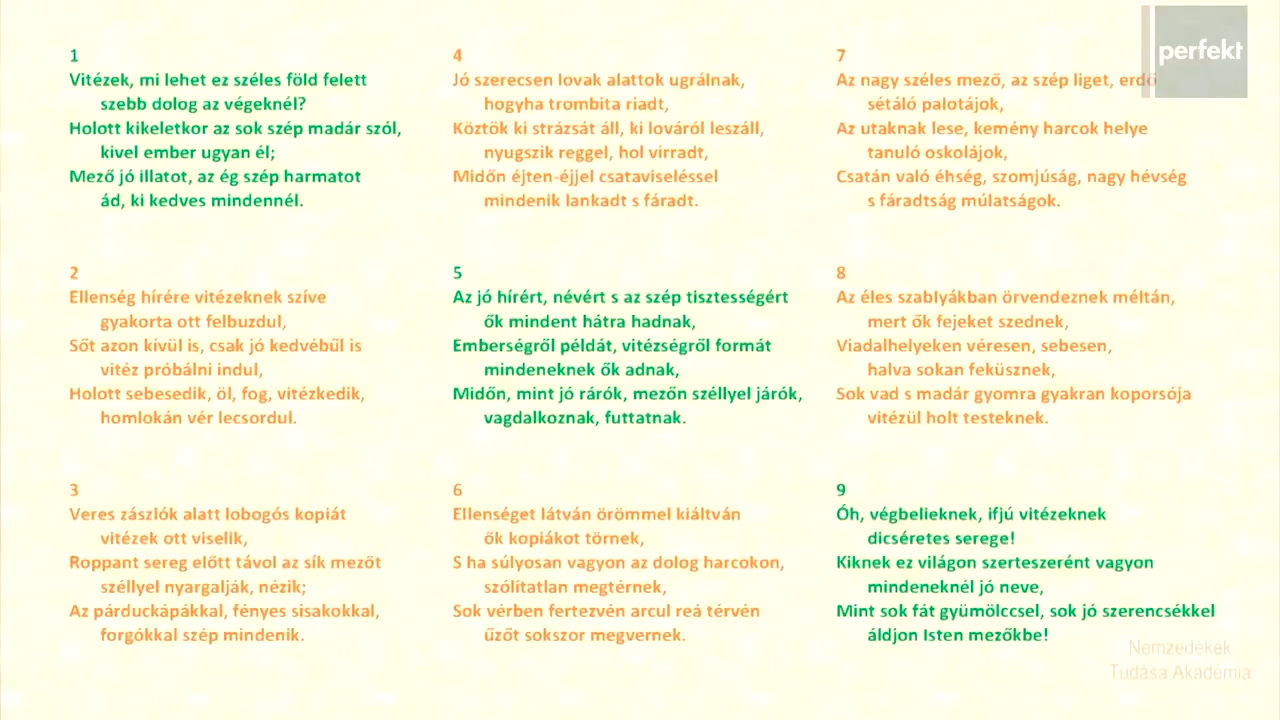 1
Vitézek, mi lehet ez széles föld felett
szebb dolog az végeknél?
Holott kikeletkor az sok szép madár szól,
kivel ember ugyan él;
Mező jó illatot, az ég szép harmatot
ád, ki kedves mindennél.
2
Ellenség hírére vitézeknek szíve
gyakorta ott felbuzdul,
Sőt azon kívül is, csak jó kedvébűl is
vitéz próbálni indul,
Holott sebesedik, öl, fog, vitézkedik,
homlokán vér lecsordul.
3
Veres zászlók alatt lobogós kopiát
vitézek ott viselik,
Roppant sereg előtt távol az sík mezőt
széllyel nyargalják, nézik;
Az párduckápákkal, fényes sisakokkal,
forgókkal szép mindenik.
4
Jó szerecsen lovak alattok ugrálnak,
hogyha trombita riadt,
Köztök ki strázsát áll, ki lováról leszáll,
nyugszik reggel, hol virradt,
Midőn éjten-éjjel csataviseléssel
mindenik lankadt s fáradt.
5
Az jó hírért, névért s az szép tisztességért
ők mindent hátra hadnak,
Emberségről példát, vitézségről formát
mindeneknek ők adnak,
Midőn, mint jó rárók, mezőn széllyel járók,
vagdalkoznak, futtatnak.
6
Ellenséget látván örömmel kiáltván
ők kopiákot törnek,
S ha súlyosan vagyon az dolog harcokon,
szólítatlan megtérnek,
Sok vérben fertezvén arcul reá térvén
űzőt sokszor megvernek.
7
Az nagy széles mező, az szép liget, erdő
sétáló palotájok,
Az utaknak lese, kemény harcok helye
tanuló oskolájok,
Csatán való éhség, szomjúság, nagy hévség
s fáradtság múlatságok.
8
Az éles szablyákban örvendeznek méltán,
mert ők fejeket szednek,
Viadalhelyeken véresen, sebesen,
halva sokan feküsznek,
Sok vad s madár gyomra gyakran koporsója
vitézül holt testeknek.
9
Óh, végbelieknek, ifjú vitézeknek
dicséretes serege!
Kiknek ez világon szerteszerént vagyon
mindeneknél jó neve,
Mint sok fát gyümölccsel, sok jó szerencsékkel
áldjon Isten mezőkbe!
perfekt
Nemzedékek
Tudása Akadémia